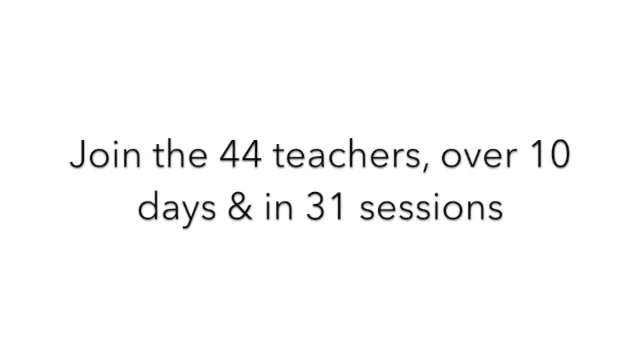 Join the 44 teachers, over 10
days & in 31 sessions